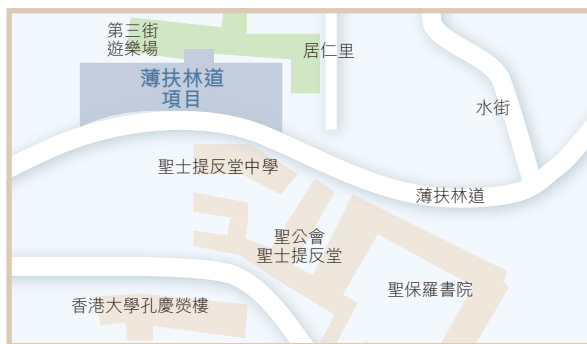 第三街
遊樂場
居仁里
薄扶林道
項目
水街
聖士提反堂中學
薄扶林道
聖公會
聖士提反堂
聖保羅書院
香港大學孔慶熒樓